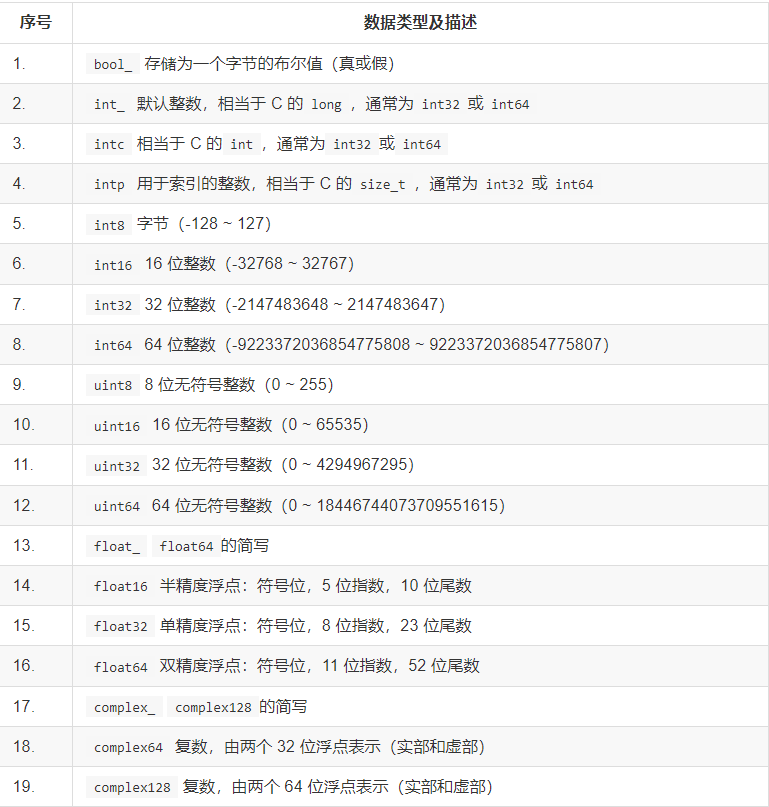 序号 数据类型及描述
1. bool_ 存储为一个字节的布尔值（真或假）
2. int_ 默认整数，相当于 C 的 long ，通常为 int32 或 int64
3. intc 相当于 C 的 int ，通常为 int32 或 int64
4. intp 用于索引的整数，相当于 C 的 size_t ，通常为 int32 或 int64
5. int8 字节（-128 ~ 127）
6. int16 16 位整数（-32768 ~ 32767）
7. int32 32 位整数（-2147483648 ~ 2147483647）
8. int64 64 位整数（-9223372036854775808 ~ 9223372036854775807）
9. uint8 8 位无符号整数（0 ~ 255）
10. uint16 16 位无符号整数（0 ~ 65535）
11. uint32 32 位无符号整数（0 ~ 4294967295）
12. uint64 64 位无符号整数（0 ~ 18446744073709551615）
13. float_ float64 的简写
14. float16 半精度浮点：符号位，5 位指数，10 位尾数
15. float32 单精度浮点：符号位，8 位指数，23 位尾数
16. float64 双精度浮点：符号位，11 位指数，52 位尾数
17. complex_ complex128 的简写
18. complex64 复数，由两个 32 位浮点表示（实部和虚部）
19. complex128 复数，由两个 64 位浮点表示（实部和虚部）